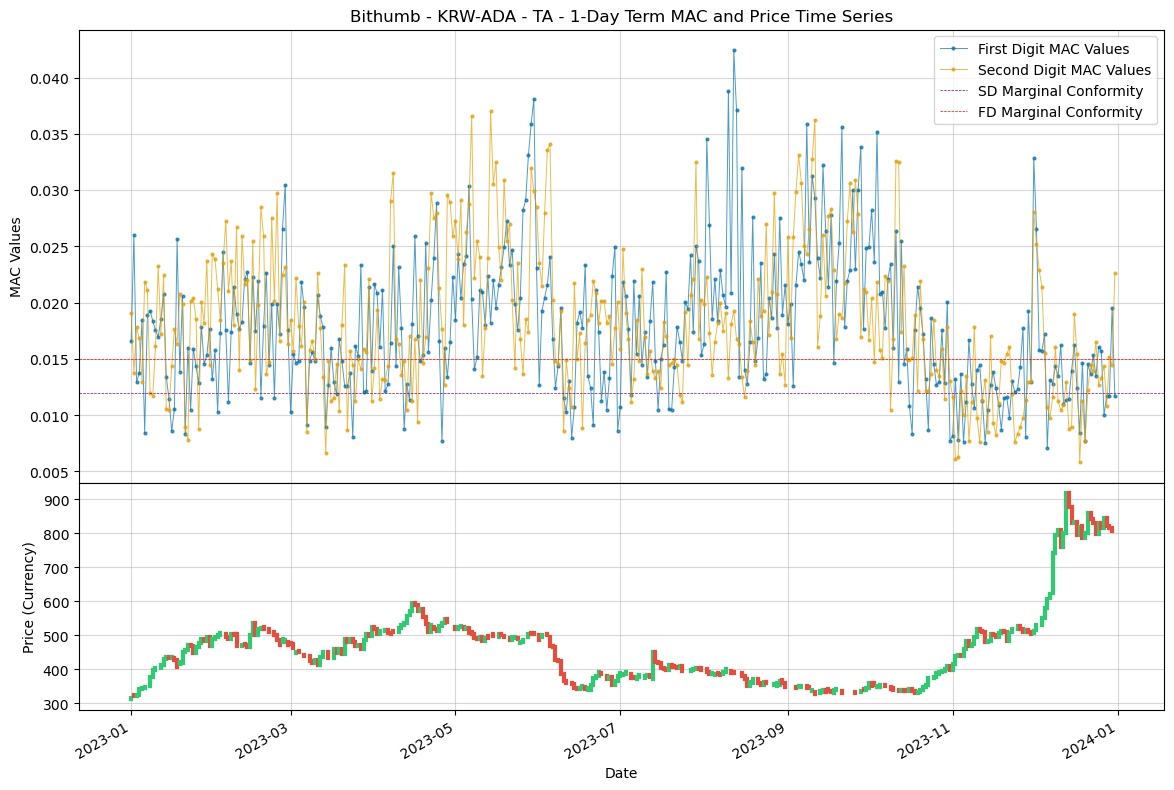 Bithumb - KRW-ADA - TA - 1-Day Term MAC and Price Time Series
First Digit MAC Values
Second Digit MAC Values
SD Marginal Conformity
FD Marginal Conformity
MAC Values
0.040
0.035
0.030
0.025
0.020
0.015
0.010
0.005
Price (Currency)
900
800
700
600
500
400
300
2023-01
2023-03
2023-05
2023-07
2023-09
2023-11
2024-01
Date